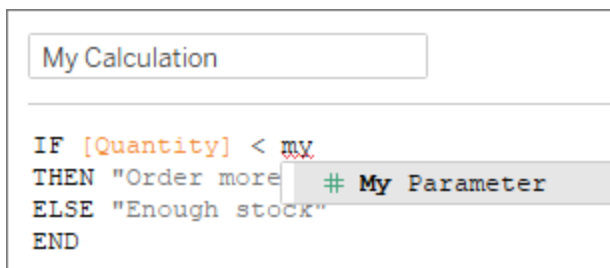 My Calculation
IF [Quantity] < my
THEN "Order more
# My Parameter
ELSE "Enough stock"
END